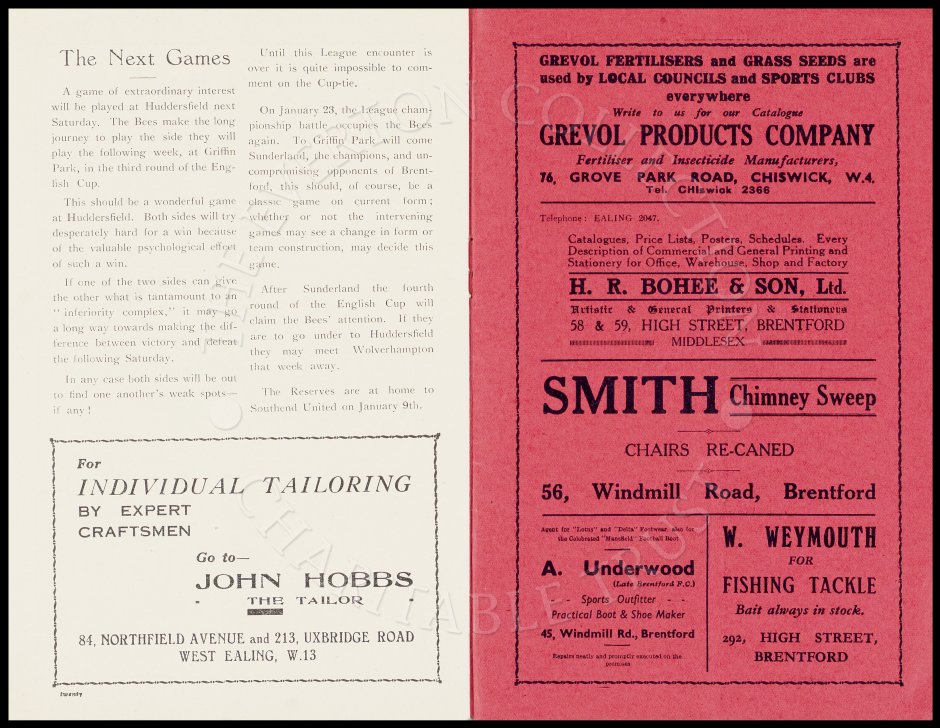 The Next Games
A game of extraordinary interest
will be played at Huddersfield next
Saturday. The Bees make the long
journey to play the side they will
play the following week, at Griffin
Park, in the third round of the Eng-
lish Cup.
This should be a wonderful game
at Huddersfield. Both sides will try
desperately hard for a win because
of the valuable psychological effect
of such a win.
If one of the two sides can give
the other what is tantamount to an
"inferiority complex," it may go
a long way towards making the dif-
ference between victory and defeat
the following Saturday.
In any case both sides will be out
to find one another's weak spots—
if any!
Until this League encounter is
over it is quite impossible to com-
ment on the Cup-tie.
On January 23, the League cham-
pionship battle occupies the Bees
again. To Griffin Park will come
Sunderland, the champions, and un-
compromising opponents of Brent-
ford, this should, of course, be a
classic game on current form;
whether or not the intervening
games may see a change in form or
team construction, may decide this
game.
After Sunderland the fourth
round of the English Cup will
claim the Bees' attention. If they
are to go under to Huddersfield
they may meet Wolverhampton
that week away.
The Reserves are at home to
Southend United on January 9th.
For
INDIVIDUAL TAILORING
BY EXPERT
CRAFTSMEN
Go to—
JOHN HOBBS
- THE TAILOR -
84, NORTHFIELD AVENUE and 213, UXBRIDGE ROAD
WEST EALING, W.13
GREVOL FERTILISERS and GRASS SEEDS are
used by LOCAL COUNCILS and SPORTS CLUBS
everywhere
Write to us for our Catalogue
GREVOL PRODUCTS COMPANY
Fertiliser and Insecticide Manufacturers,
76, GROVE PARK ROAD, CHISWICK, W.4.
Tel. CHIswick 2366
Telephone: EALING 2047.
Catalogues, Price Lists, Posters, Schedules. Every
Description of Commercial and General Printing and
Stationery for Office, Warehouse, Shop and Factory
H. R. BOHEE & SON, Ltd.
Artistic & General Printers & Stationers
58 & 59, HIGH STREET, BRENTFORD
MIDDLESEX
SMITH Chimney Sweep
CHAIRS RE-CANED
56, Windmill Road, Brentford
Agent for "Lotus" and "Delta" Footwear, also for
the Celebrated "Mansfield" Football Boot
A. Underwood
(Late Brentford F.C.)
- - Sports Outfitter - -
Practical Boot & Shoe Maker
45, Windmill Rd., Brentford
Repairs neatly and promptly executed on the
premises
W. WEYMOUTH
FOR
FISHING TACKLE
Bait always in stock.
292, HIGH STREET,
BRENTFORD